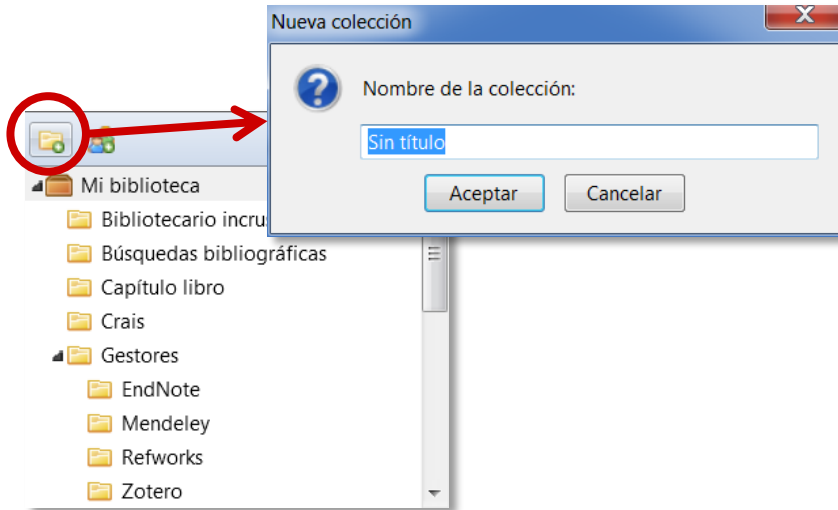 Nueva colección
Nombre de la colección:
Sin título
Aceptar Cancelar
Mi biblioteca
Bibliotecario incru
Búsquedas bibliográficas
Capítulo libro
Crais
Gestores
EndNote
Mendeley
Refworks
Zotero